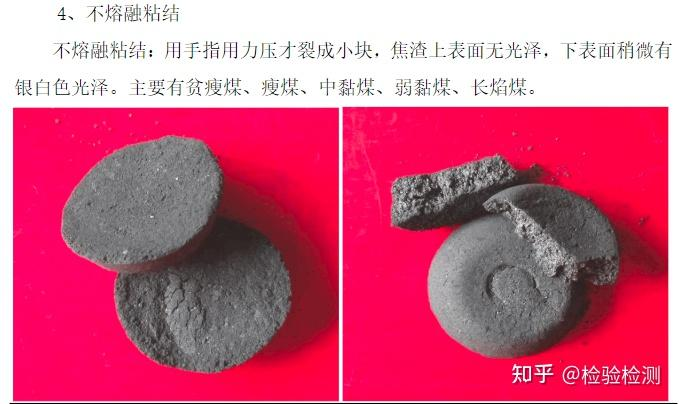 4、不熔融粘结
不熔融粘结：用手指用力压才裂成小块，焦渣上表面无光泽，下表面稍微有
银白色光泽。主要有贫瘦煤、瘦煤、中黏煤、弱黏煤、长焰煤。
知乎 @检验检测